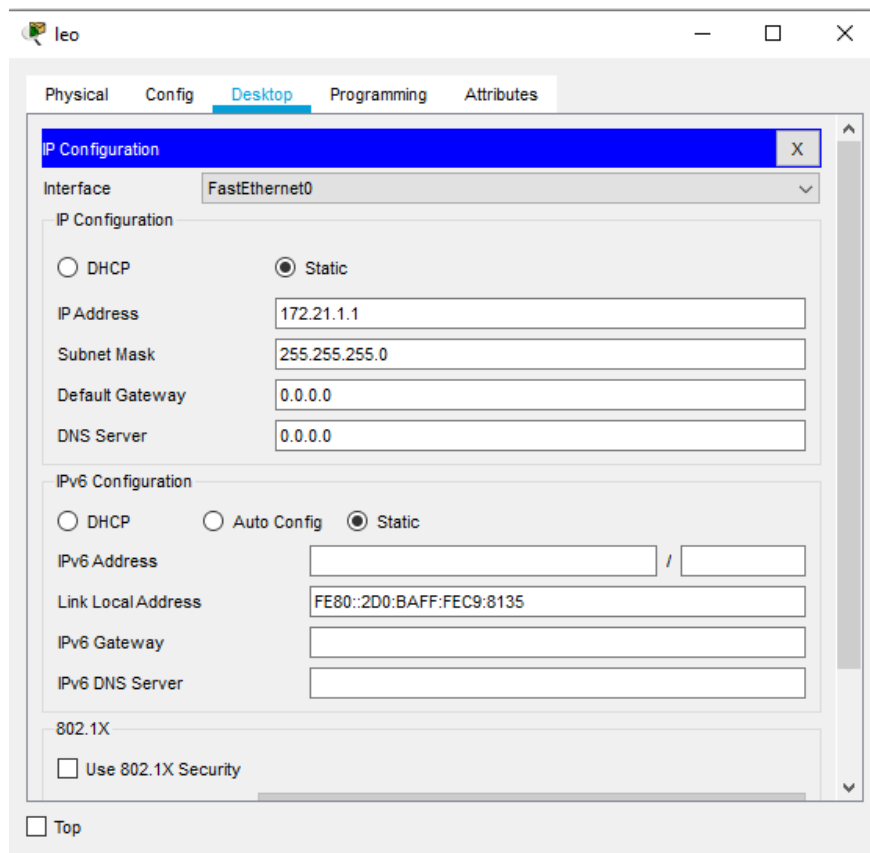 leo
Physical Config Desktop Programming Attributes
IP Configuration X
Interface FastEthernet0
IP Configuration
DHCP Static
IP Address 172.21.1.1
Subnet Mask 255.255.255.0
Default Gateway 0.0.0.0
DNS Server 0.0.0.0
IPv6 Configuration
DHCP Auto Config Static
IPv6 Address /
Link Local Address FE80::2D0:BAFF:FEC9:8135
IPv6 Gateway
IPv6 DNS Server
802.1X
Use 802.1X Security
Top